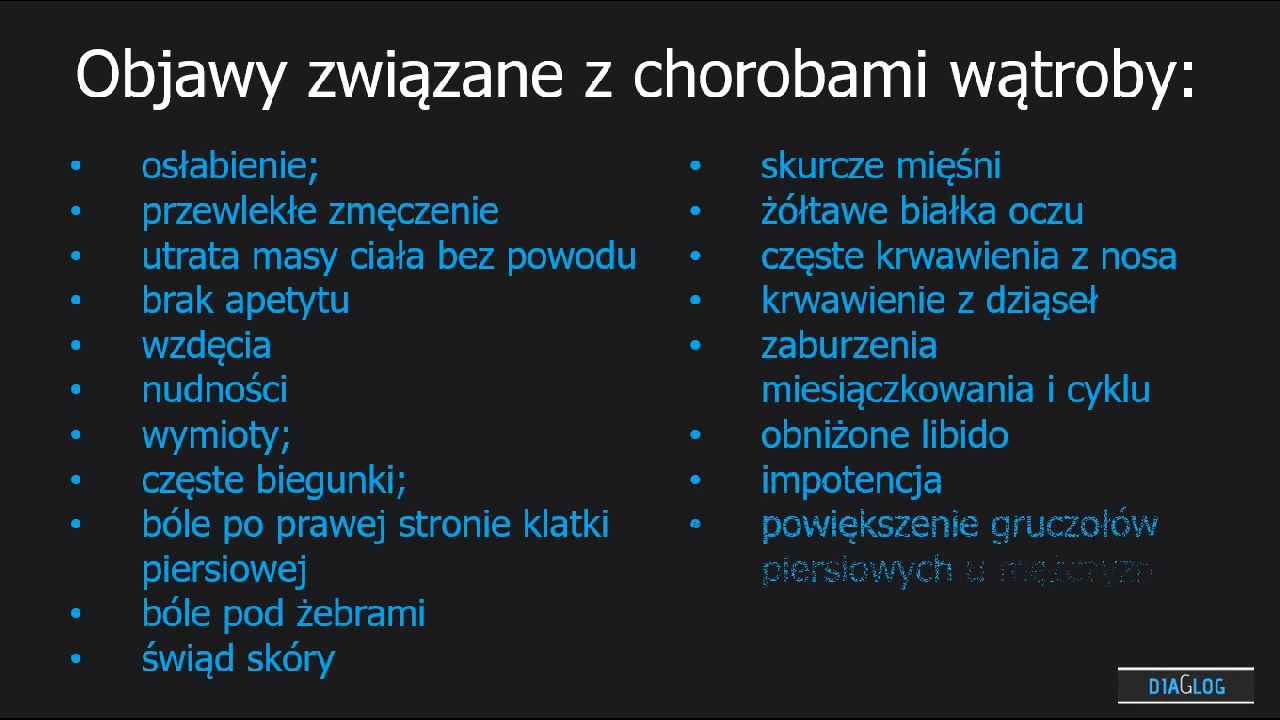 Objawy związane z chorobami wątroby:
• osłabienie;
• przewlekłe zmęczenie
• utrata masy ciała bez powodu
• brak apetytu
• wzdęcia
• nudności
• wymioty;
• częste biegunki;
• bóle po prawej stronie klatki
piersiowej
• bóle pod żebrami
• świąd skóry
• skurcze mięśni
• żółtawe białka oczu
• częste krwawienia z nosa
• krwawienie z dziąseł
• zaburzenia
miesiączkowania i cyklu
• obniżone libido
• impotencja
• powiększenie gruczołów
piersiowych u mężczyzn
DIAGLOG